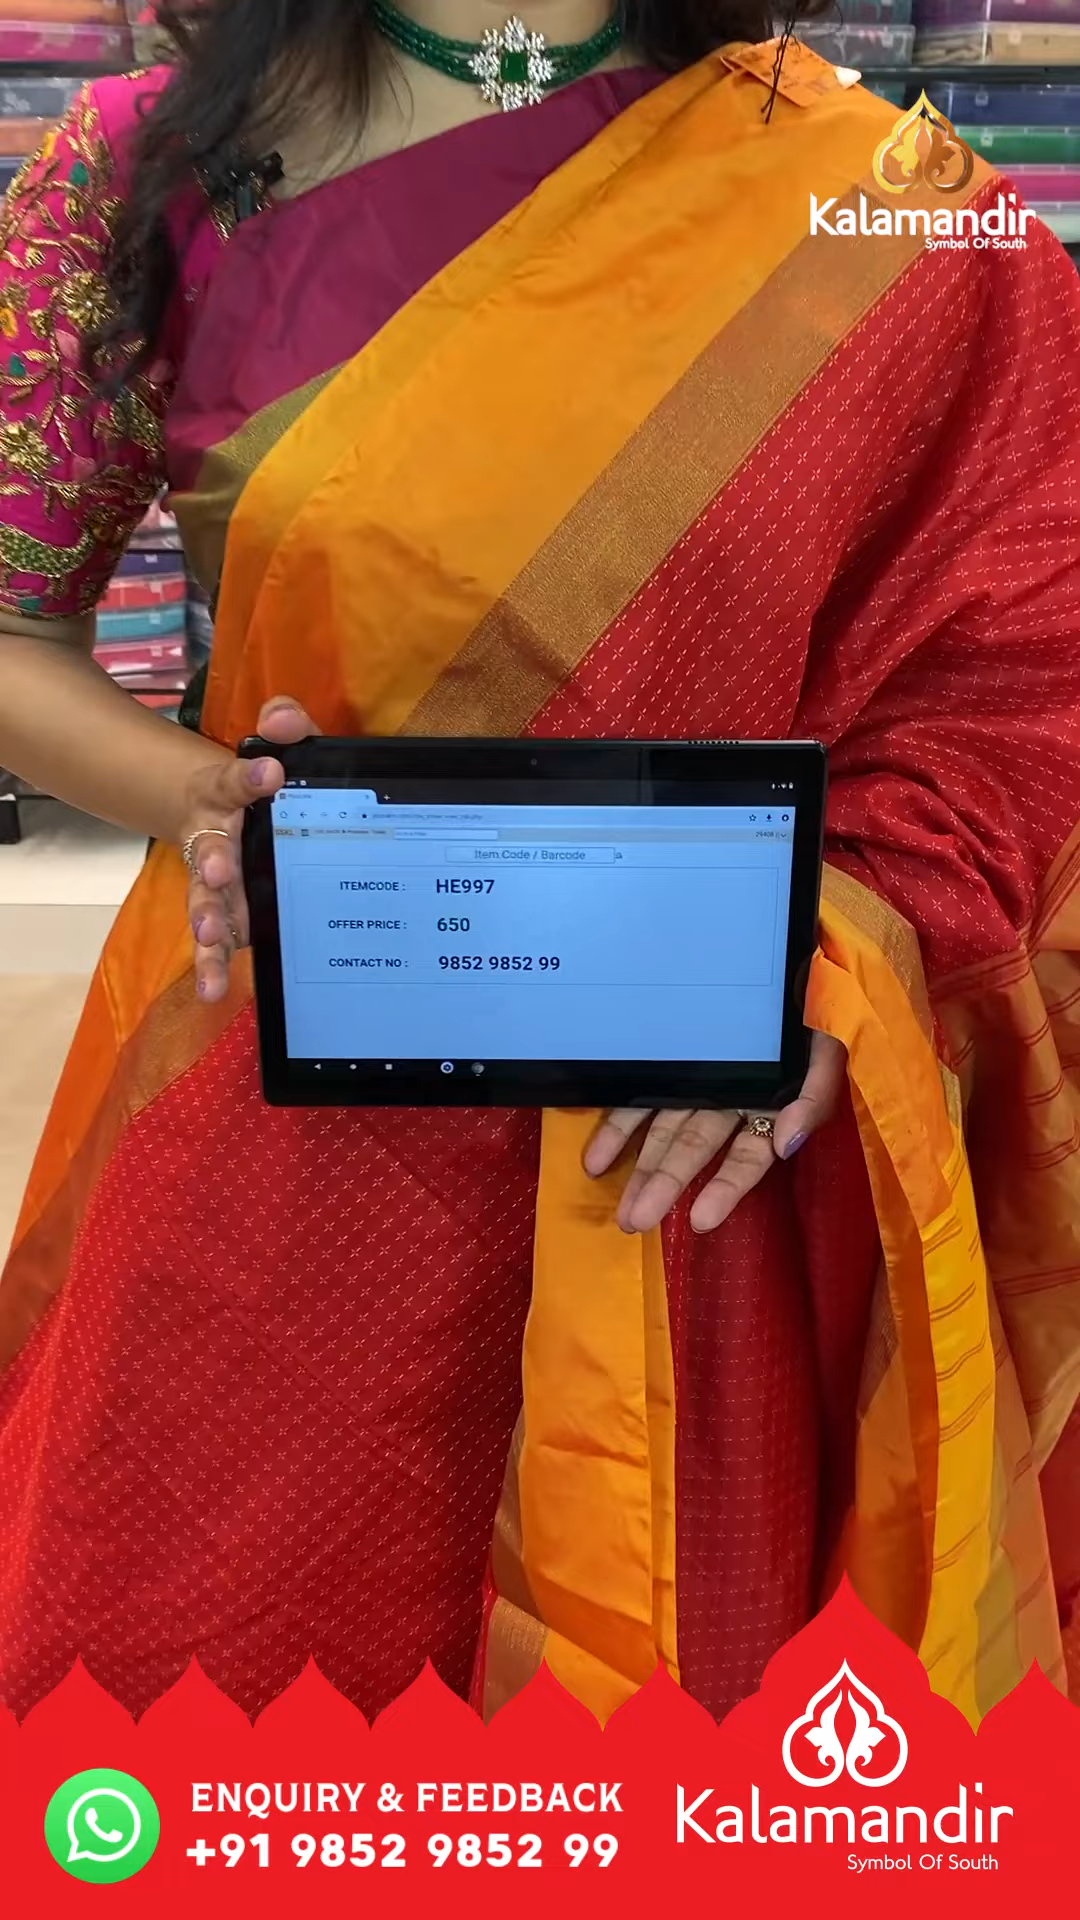 Kalamandir
Symbol Of South
Item Code / Barcode
ITEMCODE : HE997
OFFER PRICE : 650
CONTACT NO : 9852 9852 99
ENQUIRY & FEEDBACK
+91 9852 9852 99
Kalamandir
Symbol Of South